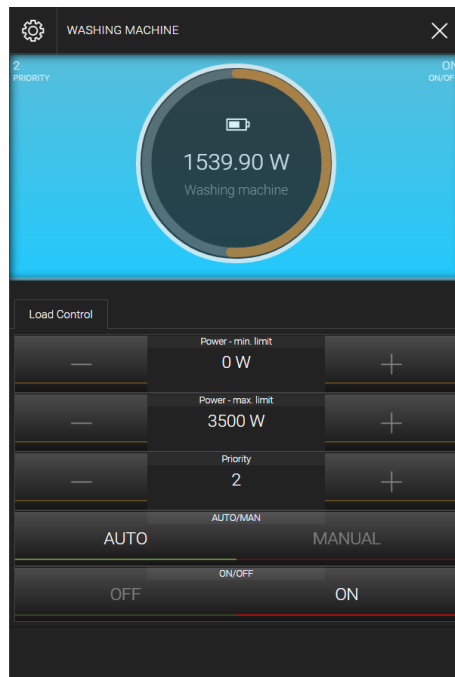 WASHING MACHINE
2
PRIORITY
ON
ON/OF
1539.90 W
Washing machine
Load Control
Power - min. limit
0 W
Power - max. limit
3500 W
Priority
2
AUTO/MAN
AUTO
MANUAL
ON/OFF
OFF
ON